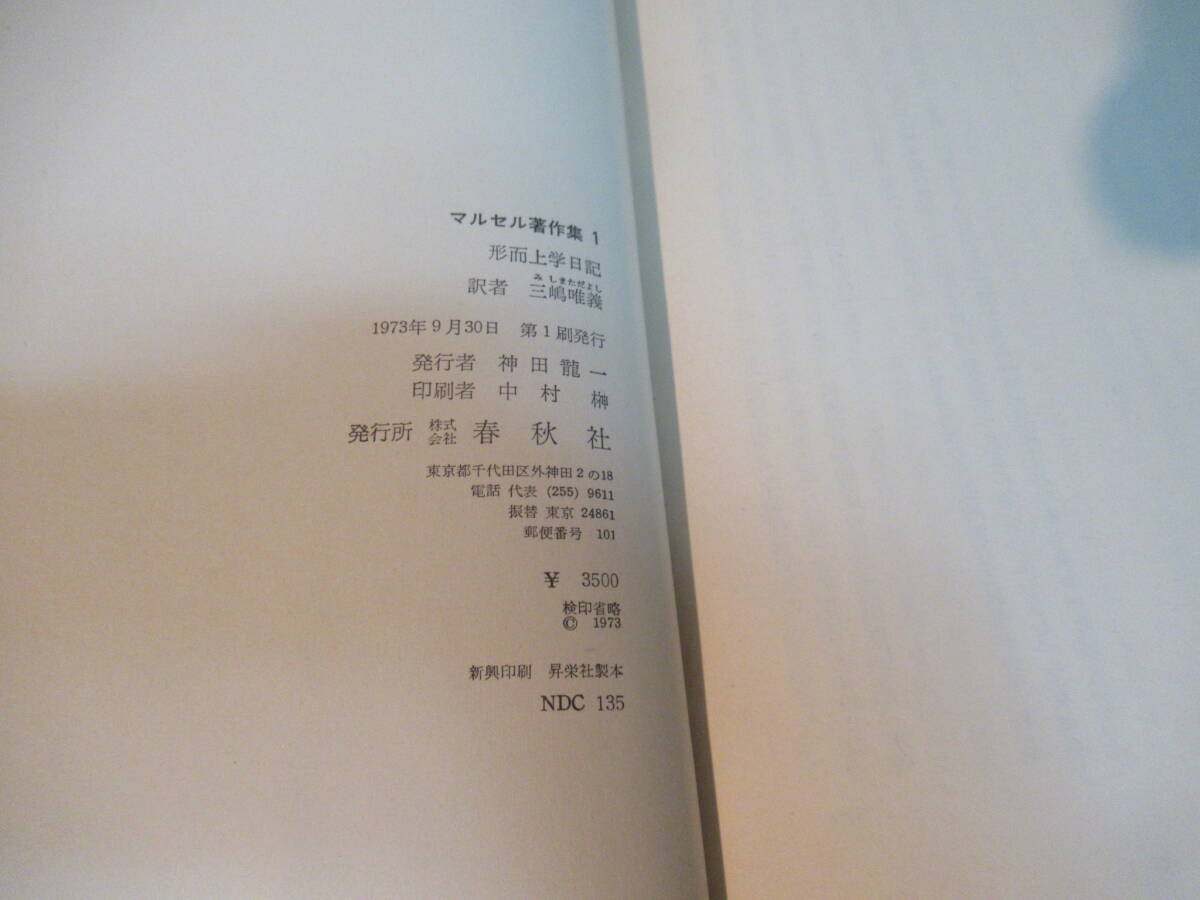 マルセル著作集 1
形而上学日記
みしまただよし
訳者 三嶋唯義
1973年9月30日 第1刷発行
発行者 神田龍一
印刷者 中村榊
発行所 株式会社 春秋社
東京都千代田区外神田2の18
電話 代表 (255) 9611
振替 東京 24861
郵便番号 101
¥ 3500
検印省略
© 1973
新興印刷 昇栄社製本
NDC 135